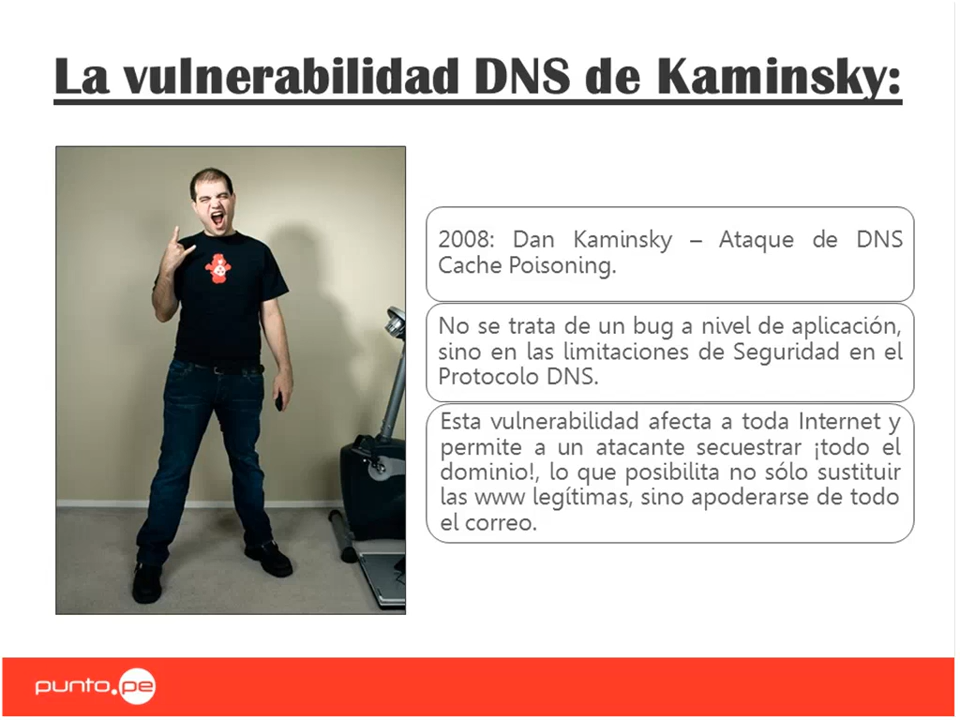 La vulnerabilidad DNS de Kaminsky:
2008: Dan Kaminsky – Ataque de DNS
Cache Poisoning.
No se trata de un bug a nivel de aplicación,
sino en las limitaciones de Seguridad en el
Protocolo DNS.
Esta vulnerabilidad afecta a toda Internet y
permite a un atacante secuestrar ¡todo el
dominio!, lo que posibilita no sólo sustituir
las www legítimas, sino apoderarse de todo
el correo.
punto.pe